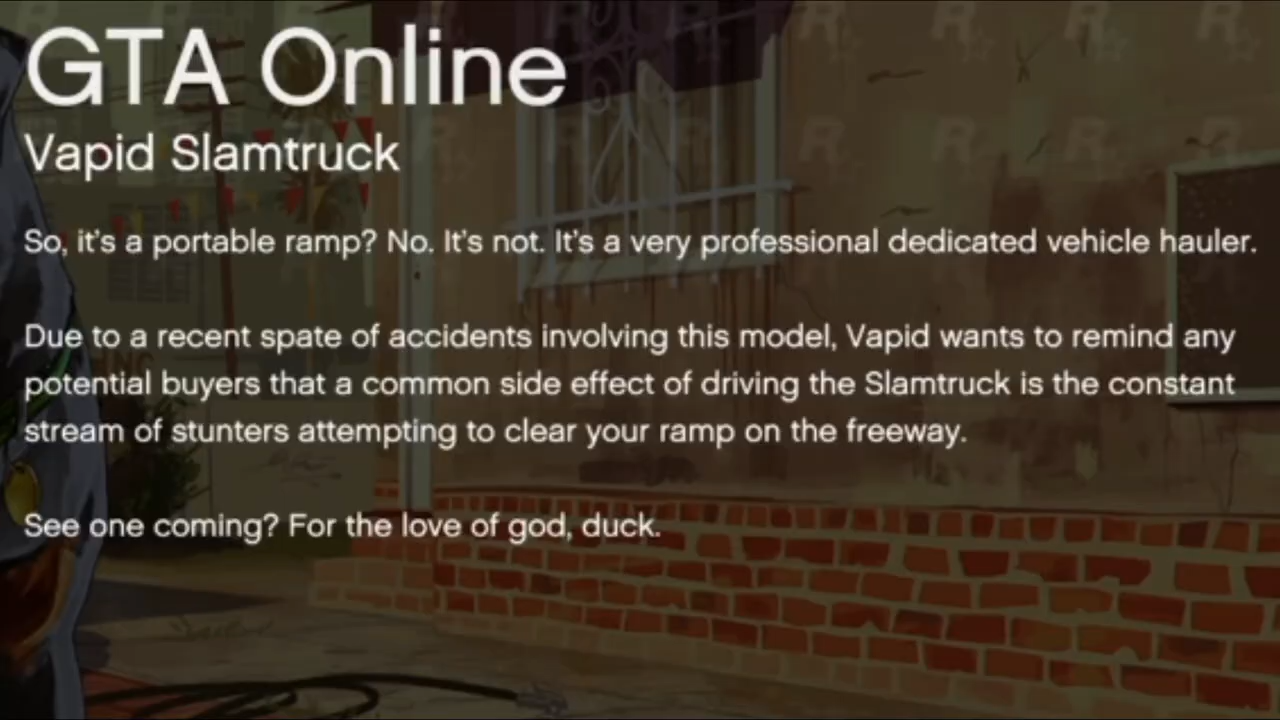 GTA Online
Vapid Slamtruck
So, it's a portable ramp? No. It's not. It's a very professional dedicated vehicle hauler.
Due to a recent spate of accidents involving this model, Vapid wants to remind any
potential buyers that a common side effect of driving the Slamtruck is the constant
stream of stunters attempting to clear your ramp on the freeway.
See one coming? For the love of god, duck.